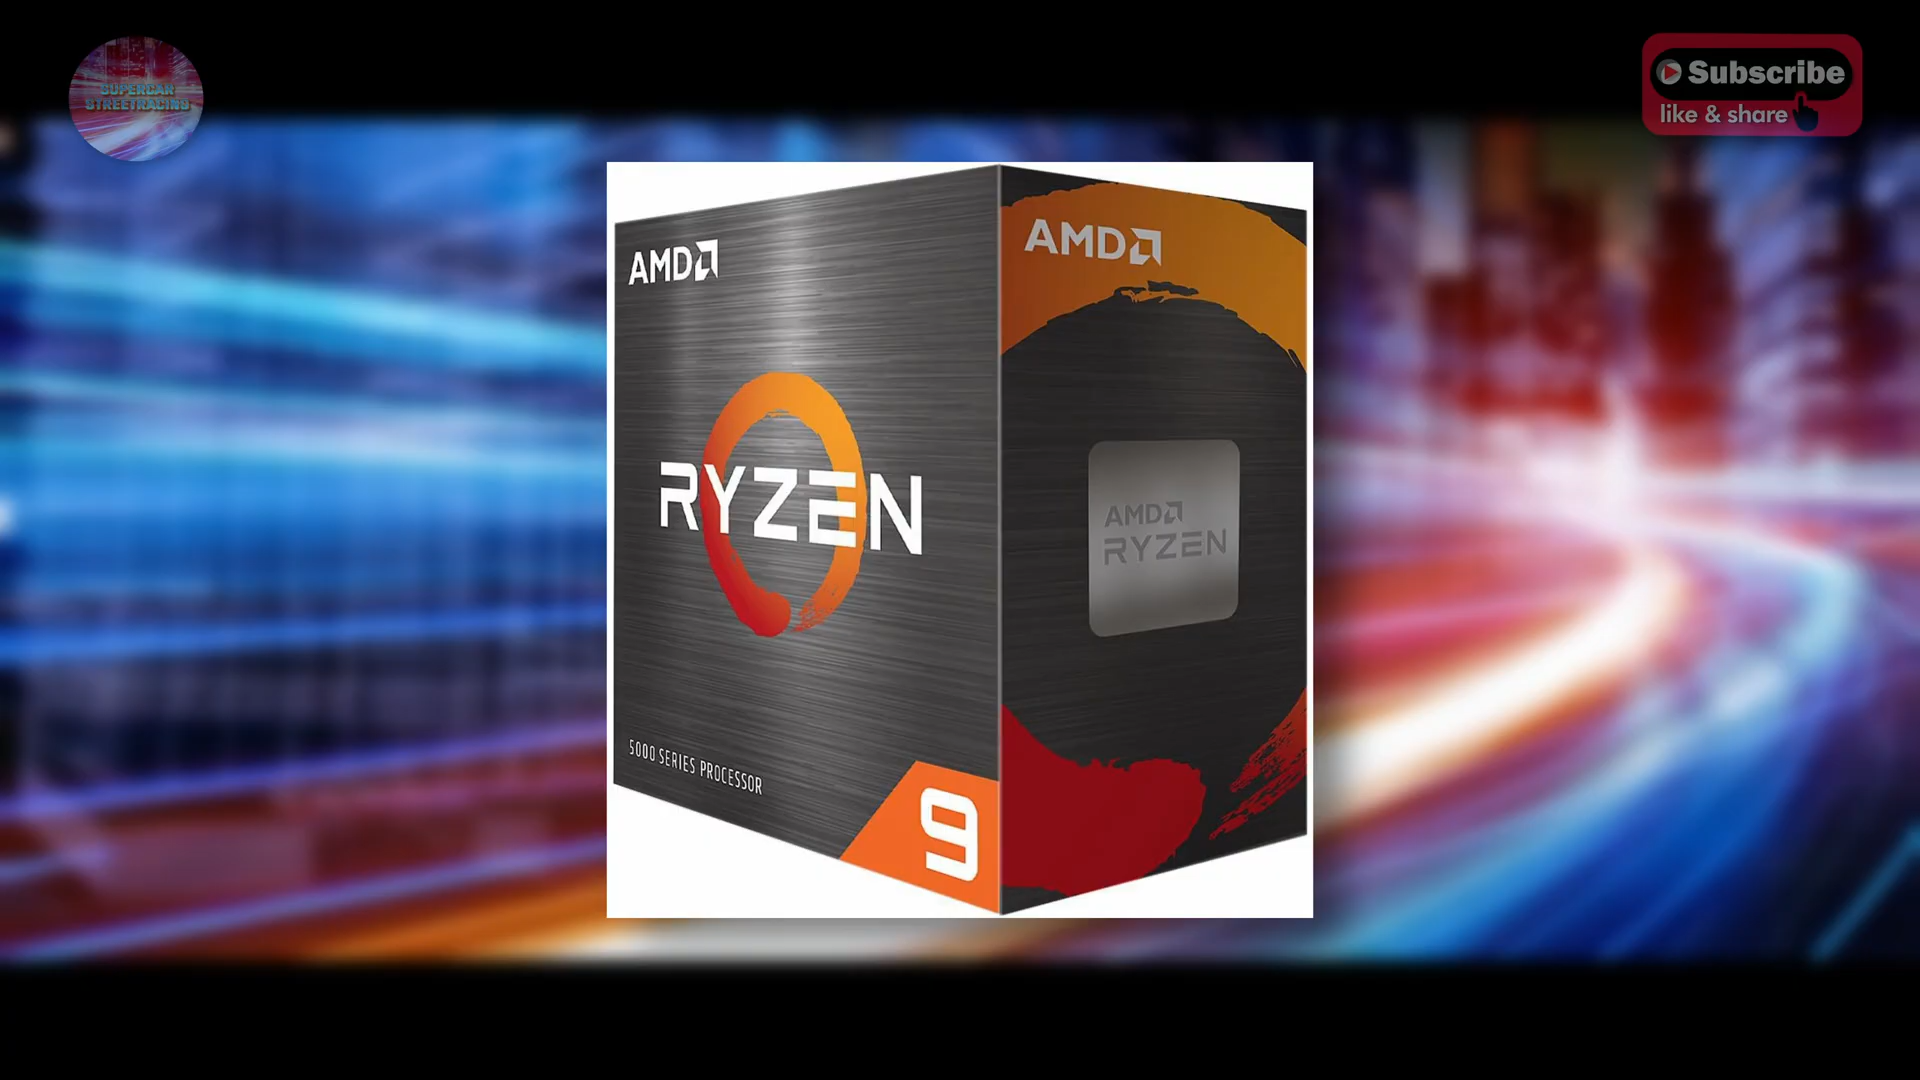 SUPERCAR
STREETRACING
Subscribe
like & share
AMD
AMD
RYZEN
AMD
RYZEN
5000 SERIES PROCESSOR
9